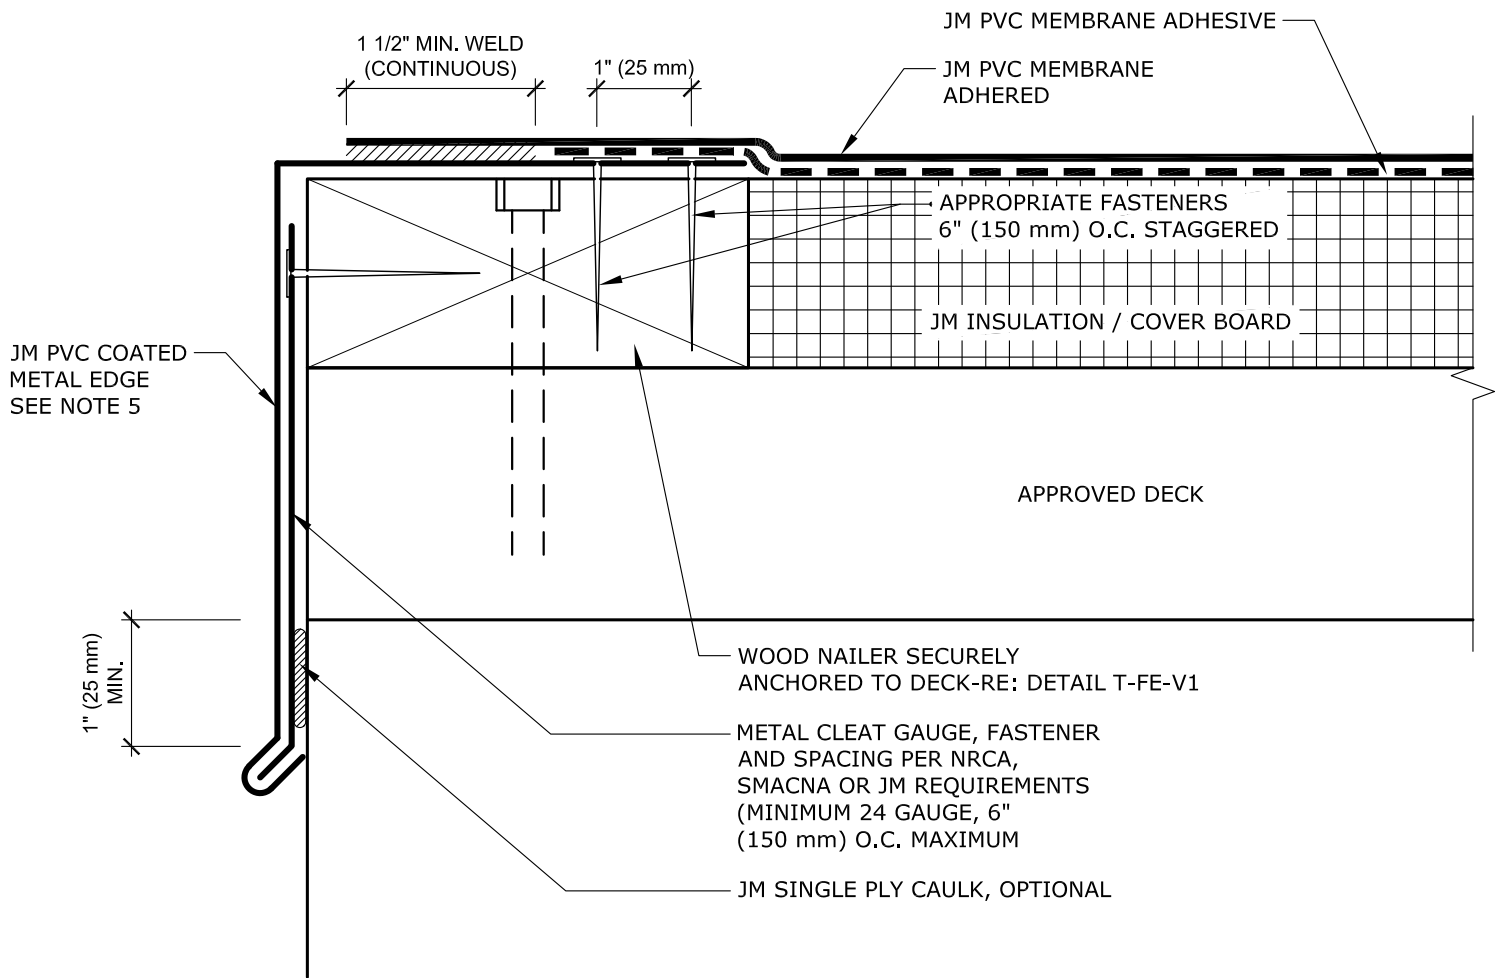 JM PVC MEMBRANE ADHESIVE
1 1/2" MIN. WELD
(CONTINUOUS)
1" (25 mm)
JM PVC MEMBRANE
ADHERED
APPROPRIATE FASTENERS
6" (150 mm) O.C. STAGGERED
JM INSULATION / COVER BOARD
JM PVC COATED
METAL EDGE
SEE NOTE 5
APPROVED DECK
1" (25 mm)
MIN.
WOOD NAILER SECURELY
ANCHORED TO DECK-RE: DETAIL T-FE-V1
METAL CLEAT GAUGE, FASTENER
AND SPACING PER NRCA,
SMACNA OR JM REQUIREMENTS
(MINIMUM 24 GAUGE, 6"
(150 mm) O.C. MAXIMUM
JM SINGLE PLY CAULK, OPTIONAL